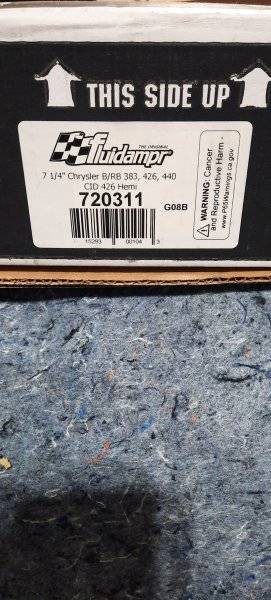 THIS SIDE UP
THE ORIGINAL
fluidampr
7 1/4" Chrysler B/RB 383, 426, 440
CID 426 Hemi
720311
G08B
15293 00104 3
WARNING: Cancer
and Reproductive Harm -
www.P65Warnings.ca.gov